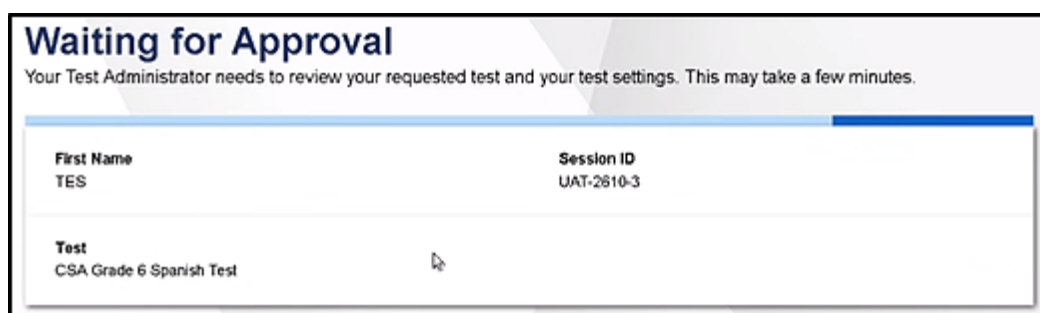 Waiting for Approval
Your Test Administrator needs to review your requested test and your test settings. This may take a few minutes.
First Name
TES
Session ID
UAT-2610-3
Test
CSA Grade 6 Spanish Test